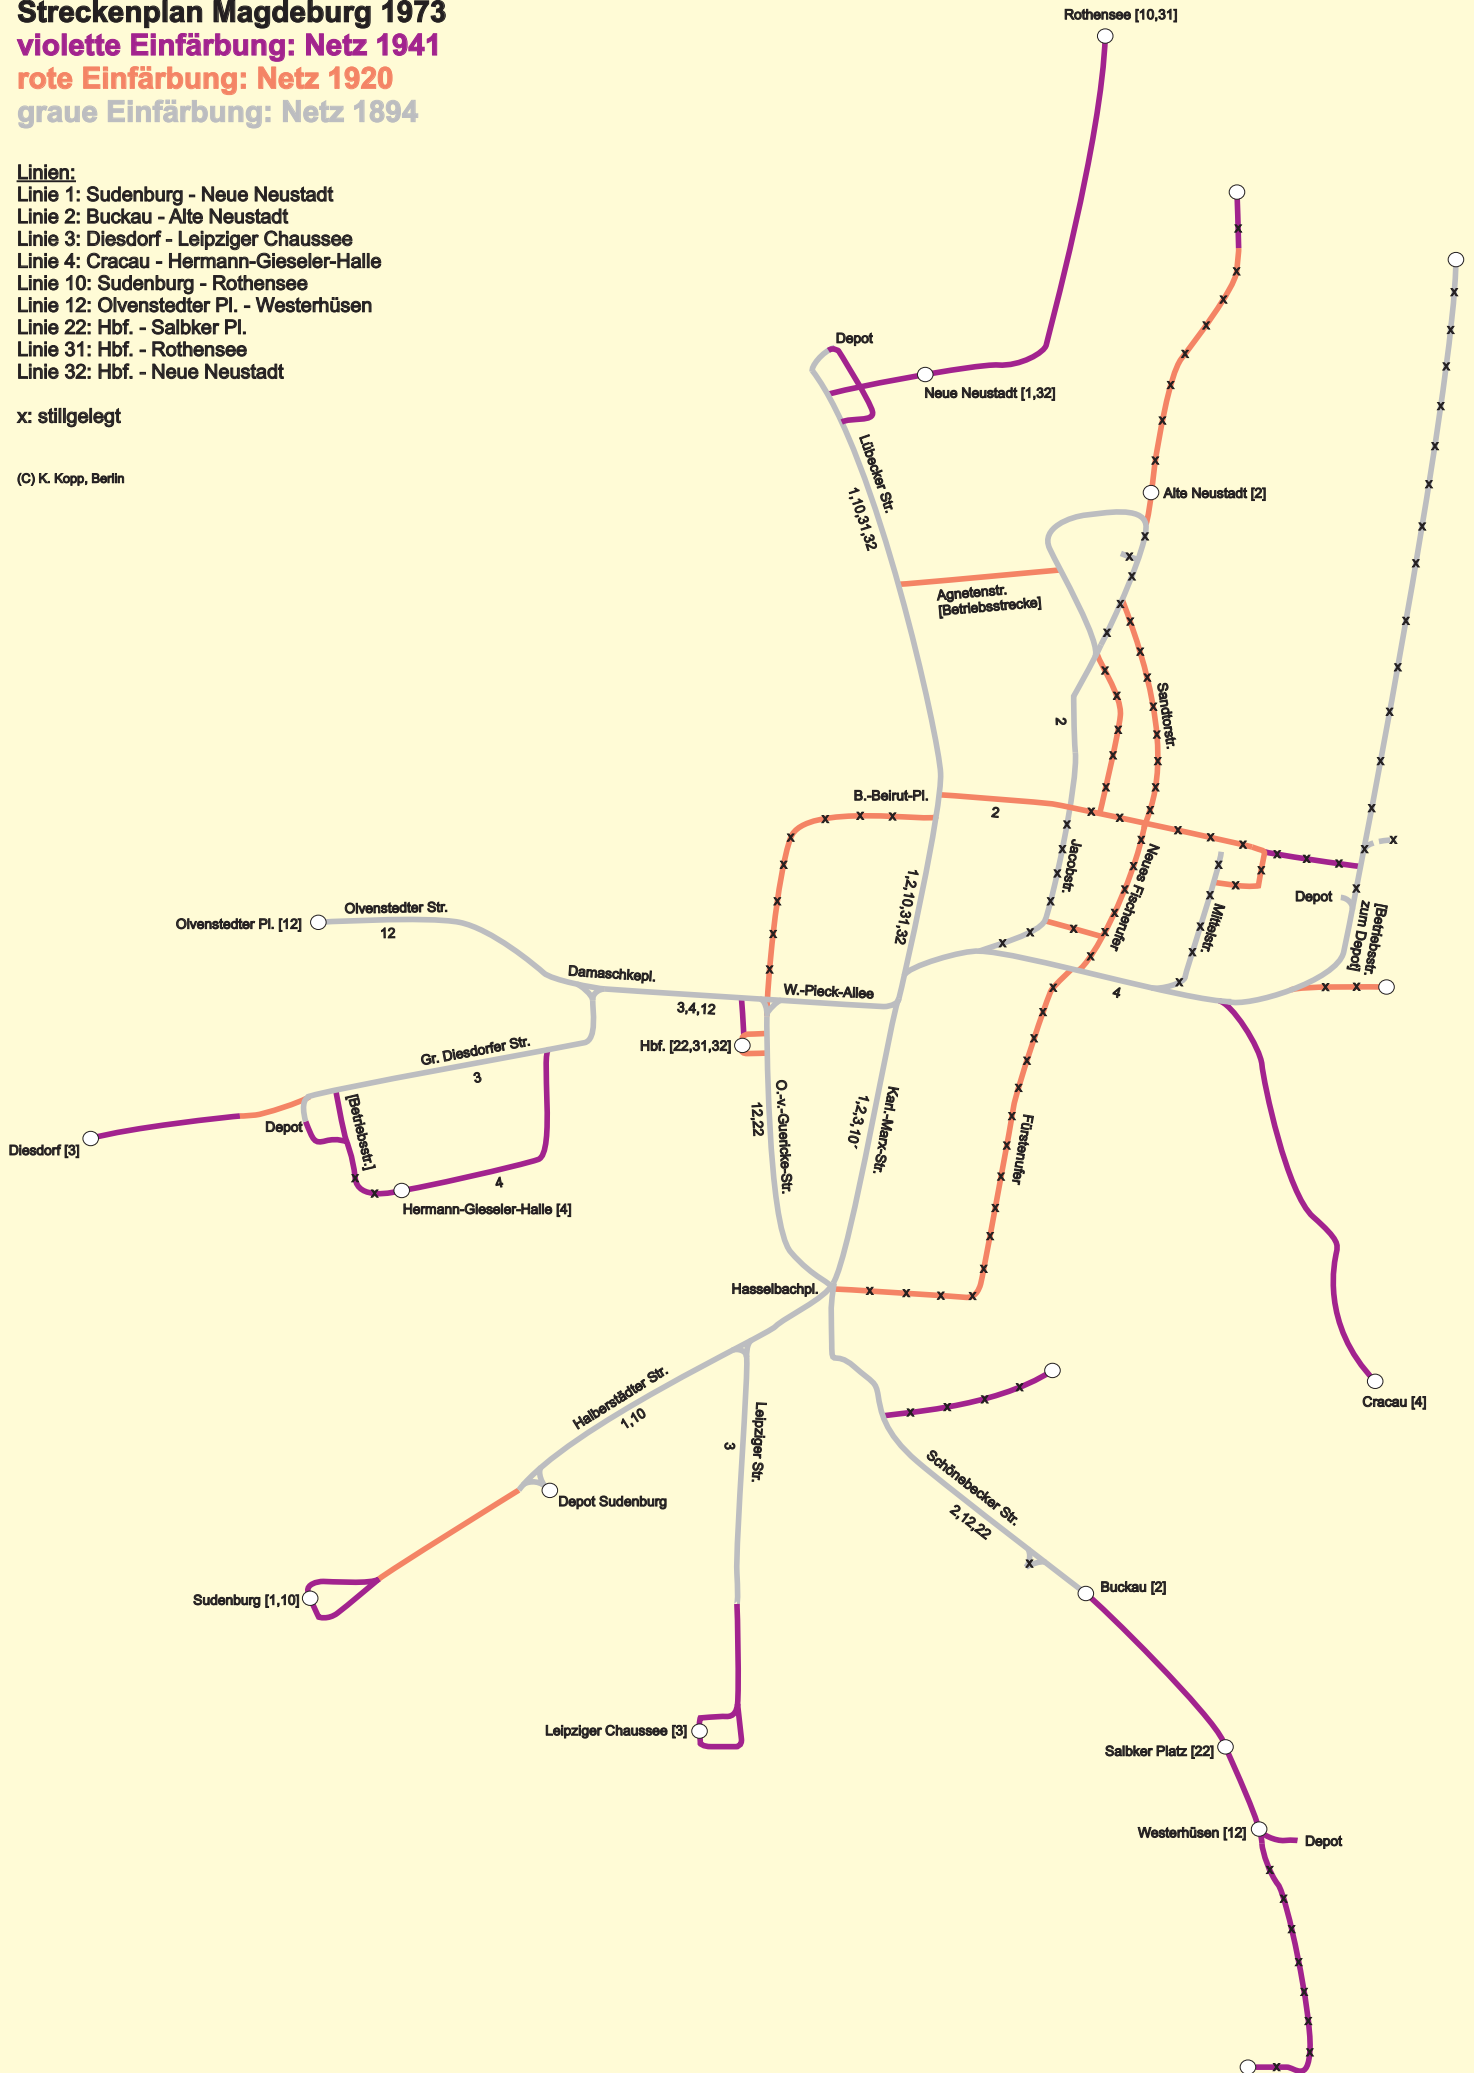 Streckenplan Magdeburg 1973
violette Einfärbung: Netz 1941
rote Einfärbung: Netz 1920
graue Einfärbung: Netz 1894
Linien:
Linie 1: Sudenburg - Neue Neustadt
Linie 2: Buckau - Alte Neustadt
Linie 3: Diesdorf - Leipziger Chaussee
Linie 4: Cracau - Hermann-Gieseler-Halle
Linie 10: Sudenburg - Rothensee
Linie 12: Olvenstedter Pl. - Westerhüsen
Linie 22: Hbf. - Salbker Pl.
Linie 31: Hbf. - Rothensee
Linie 32: Hbf. - Neue Neustadt
x: stillgelegt
(C) K. Kopp, Berlin
Rothensee [10,31]
Depot
Neue Neustadt [1,32]
Lübecker Str.
1,10,31,32
Alte Neustadt [2]
Agnetenstr.
[Betriebsstrecke]
Sandtorstr.
2
B.-Beirut-Pl.
2
Jacobstr.
Neues Fischerufer
Mittelstr.
Depot
[Betriebsstr.
zum Depot]
1,2,10,31,32
Olvenstedter Pl. [12]
Olvenstedter Str.
12
Damaschkepl.
W.-Pieck-Allee
3,4,12
4
Hbf. [22,31,32]
Gr. Diesdorfer Str.
3
[Betriebsstr.]
Depot
Diesdorf [3]
4
Hermann-Gieseler-Halle [4]
O.-v.-Guericke-Str.
12,22
Karl.-Marx-Str.
1,2,3,10
Fürstenufer
Hasselbachpl.
Cracau [4]
Halberstädter Str.
1,10
Leipziger Str.
3
Schönebecker Str.
2,12,22
Depot Sudenburg
Sudenburg [1,10]
Buckau [2]
Leipziger Chaussee [3]
Salbker Platz [22]
Westerhüsen [12]
Depot